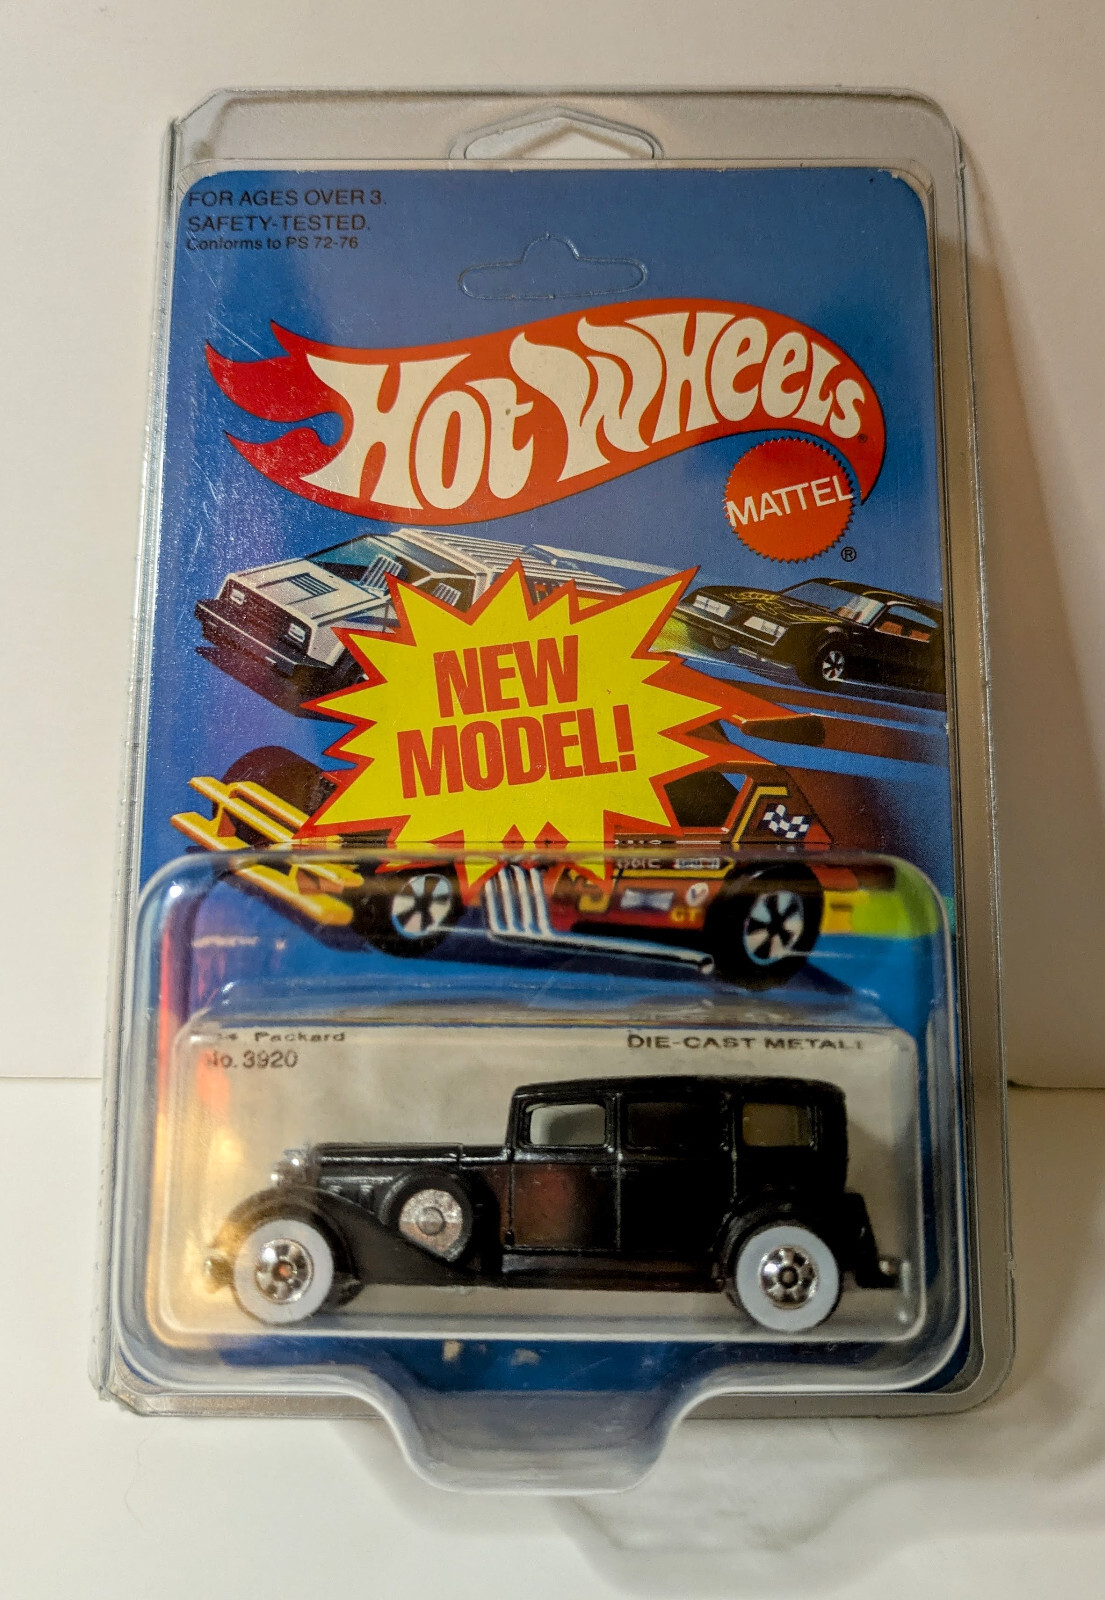 FOR AGES OVER 3.
SAFETY-TESTED.
Conforms to PS 72-76
HOT WHEELS®
MATTEL
®
NEW
MODEL!
GT
Packard
No. 3920
DIE-CAST METAL!